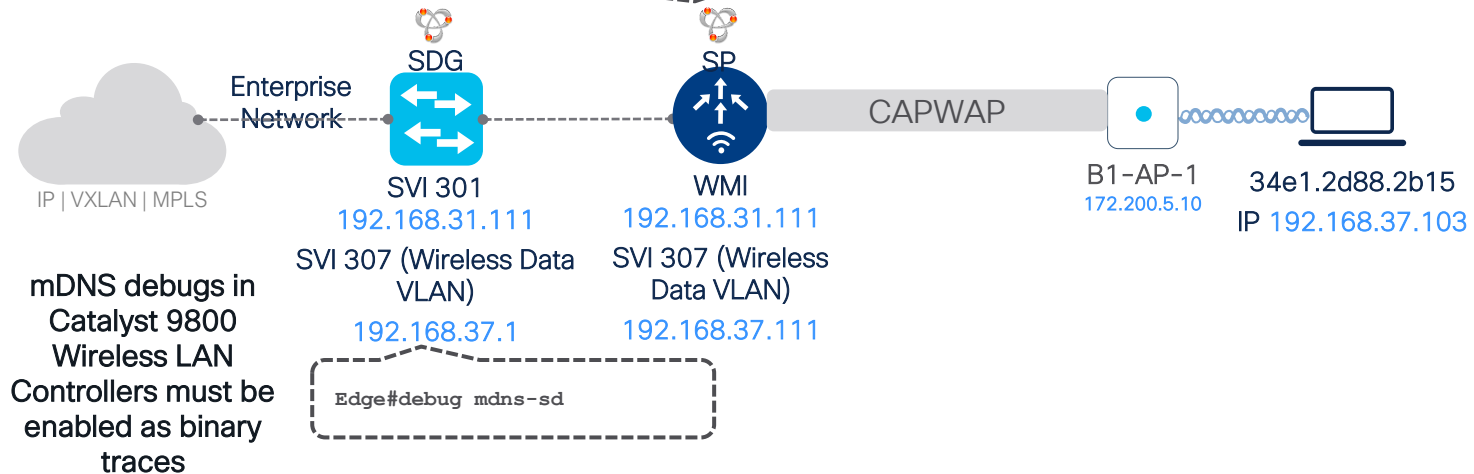 SDG
SP
Enterprise
Network
CAPWAP
IP | VXLAN | MPLS
SVI 301
192.168.31.111
SVI 307 (Wireless Data
VLAN)
192.168.37.1
WMI
192.168.31.111
SVI 307 (Wireless
Data VLAN)
192.168.37.111
B1-AP-1
172.200.5.10
34e1.2d88.2b15
IP 192.168.37.103
mDNS debugs in
Catalyst 9800
Wireless LAN
Controllers must be
enabled as binary
traces
Edge#debug mdns-sd